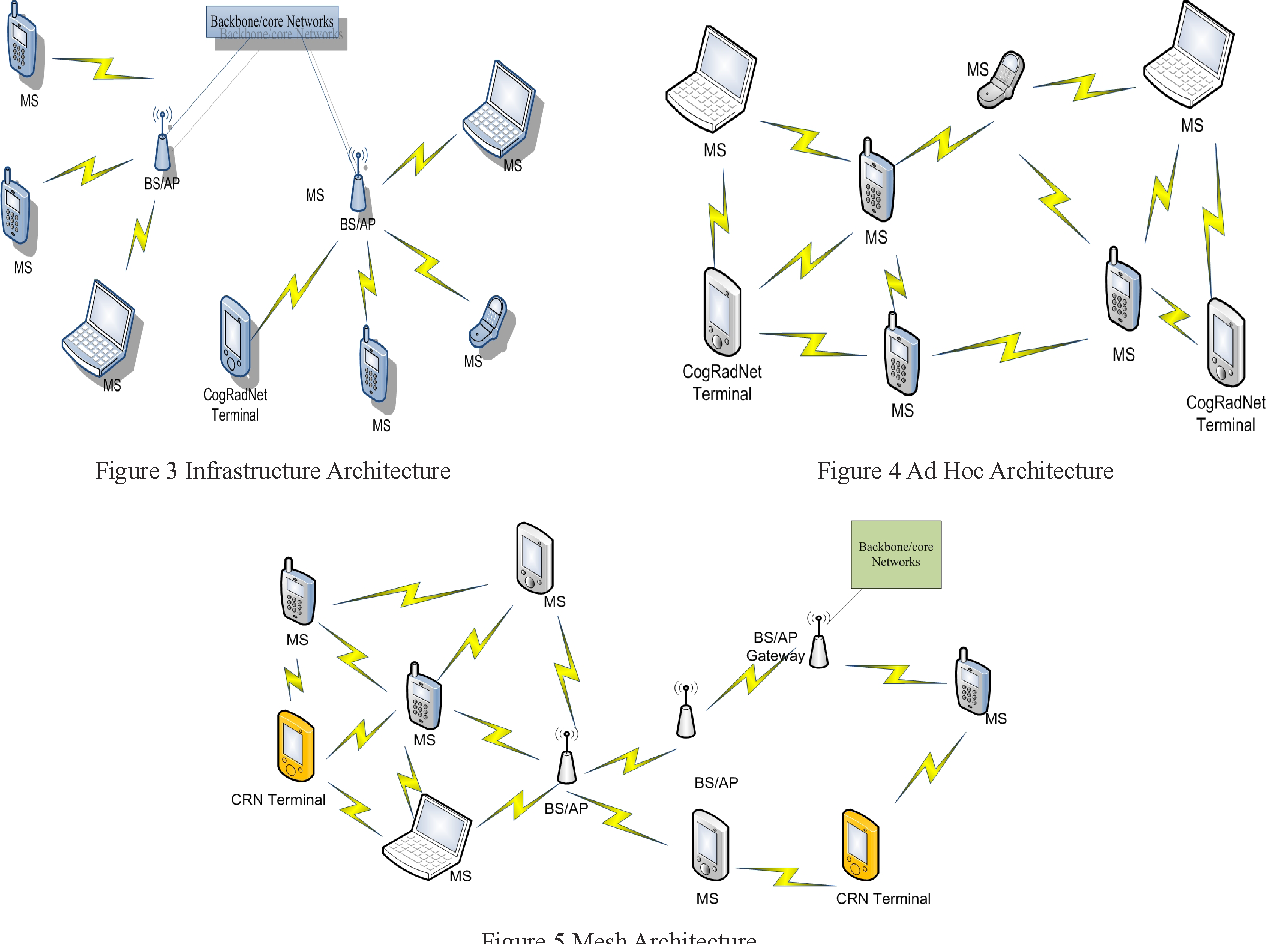 Backbone/core Networks
Backbone/core Networks
MS
MS
BS/AP
MS
MS
BS/AP
MS
MS
MS
CogRadNet
Terminal
MS
Figure 3 Infrastructure Architecture
MS
MS
MS
MS
MS
CogRadNet
Terminal
MS
CogRadNet
Terminal
Figure 4 Ad Hoc Architecture
Backbone/core
Networks
MS
MS
BS/AP
Gateway
MS
MS
CRN Terminal
BS/AP
BS/AP
MS
MS
CRN Terminal
Figure 5 Mesh Architecture